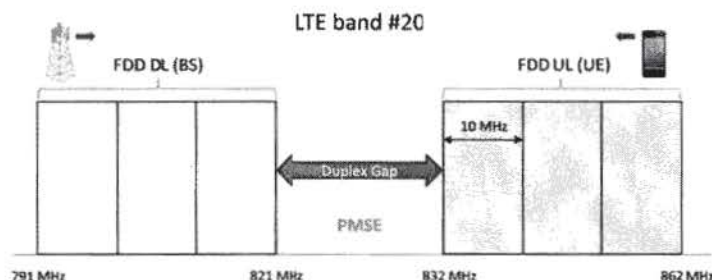 LTE band #20
FDD DL (BS)
FDD UL (UE)
10 MHz
Duplex Gap
PMSE
791 MHz
821 MHz
832 MHz
862 MHz